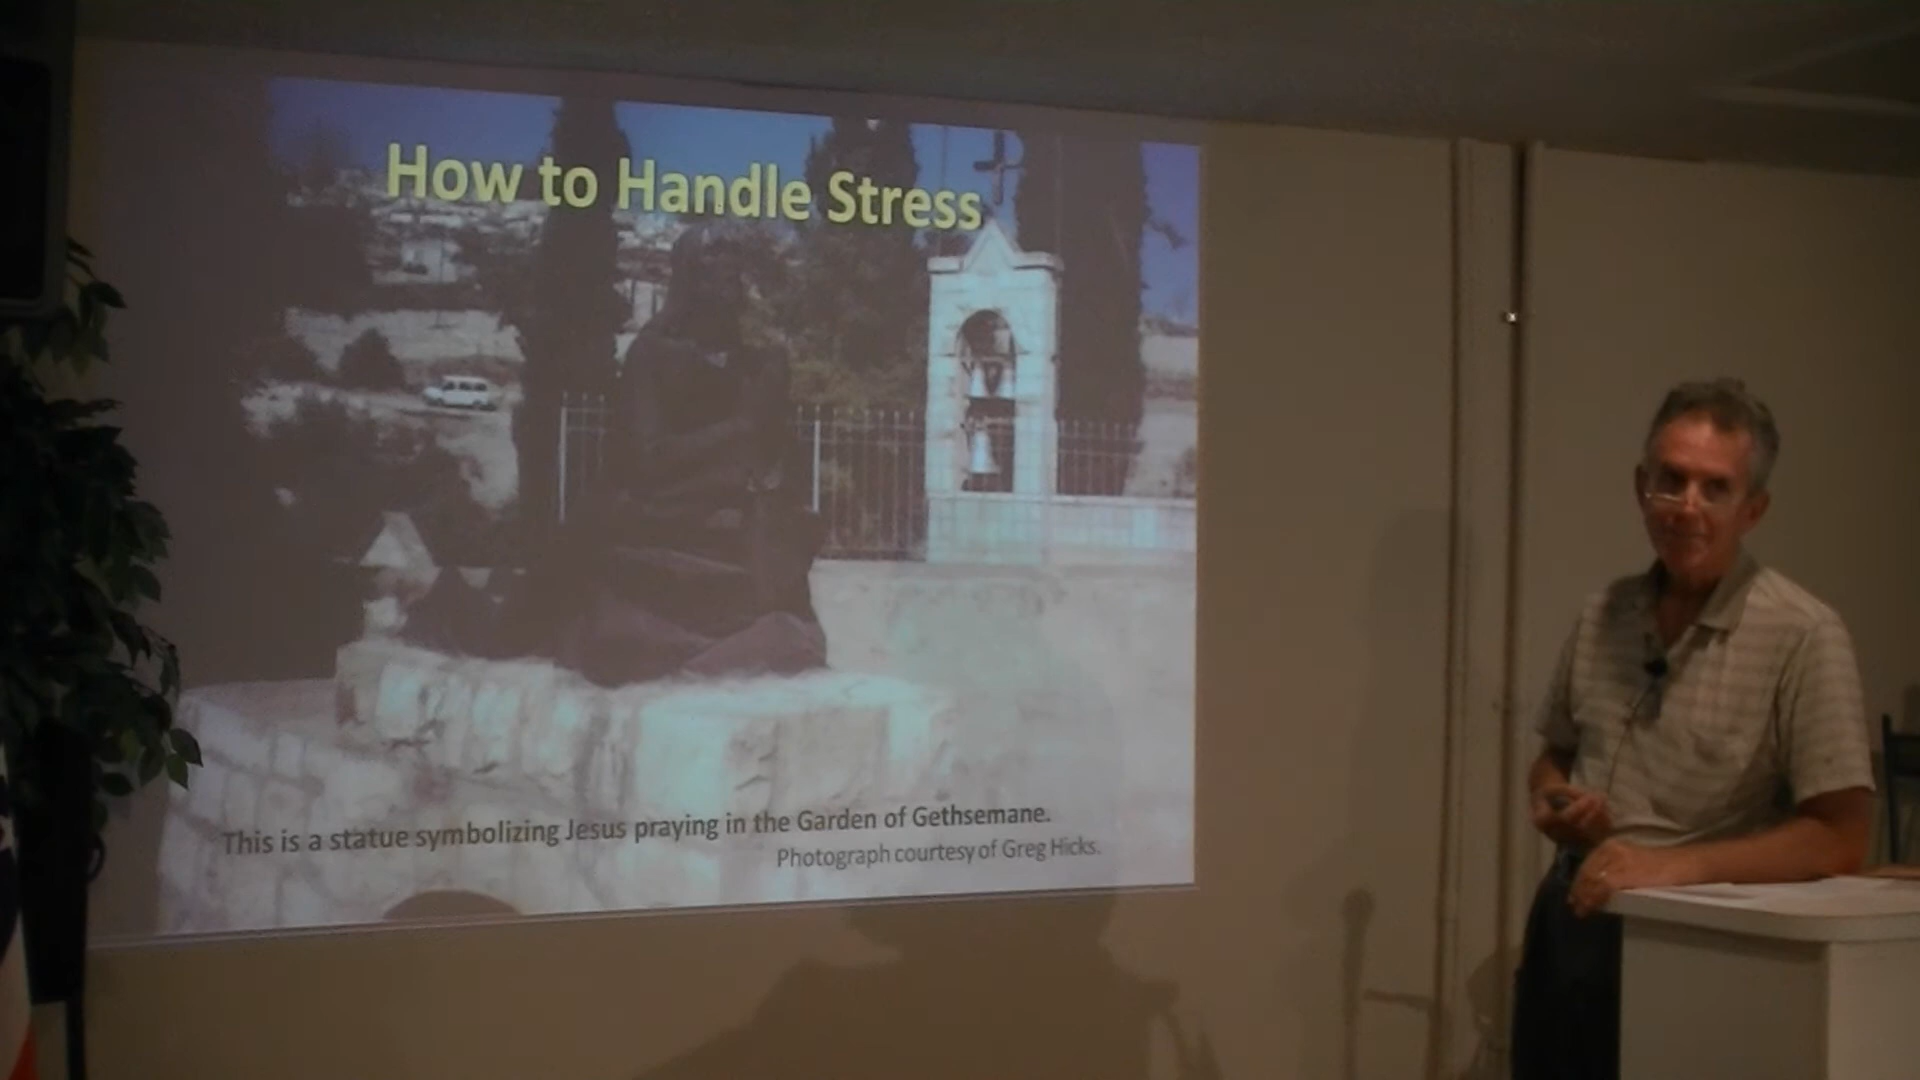 How to Handle Stress
This is a statue symbolizing Jesus praying in the Garden of Gethsemane.
Photograph courtesy of Greg Hicks.